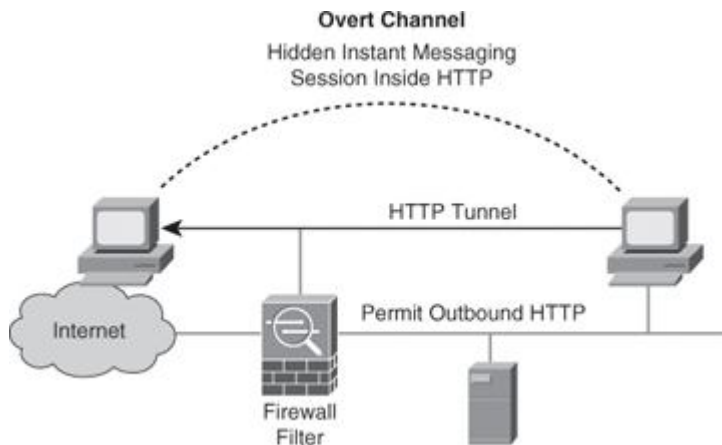 Overt Channel
Hidden Instant Messaging
Session Inside HTTP
HTTP Tunnel
Permit Outbound HTTP
Internet
Firewall
Filter